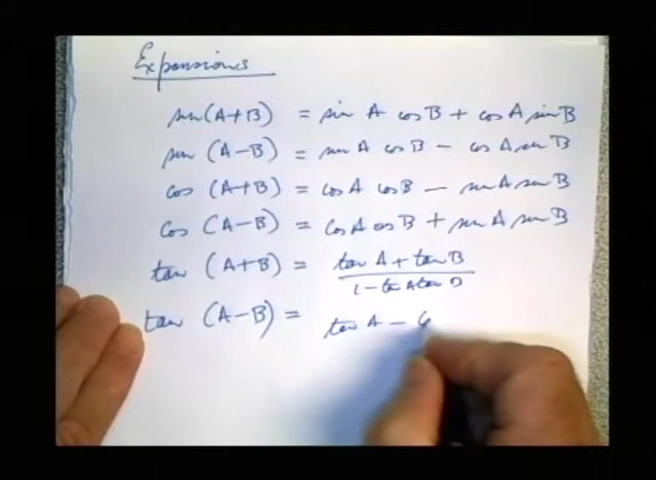 Expansions
sin(A+B) = sin A cos B + cos A sin B
sin (A-B) = sin A cos B - cos A sin B
cos (A+B) = cos A cos B - sin A sin B
cos (A-B) = cos A cos B + sin A sin B
tan (A+B) = tan A + tan B
1 - tan A tan B
tan (A-B) = tan A -